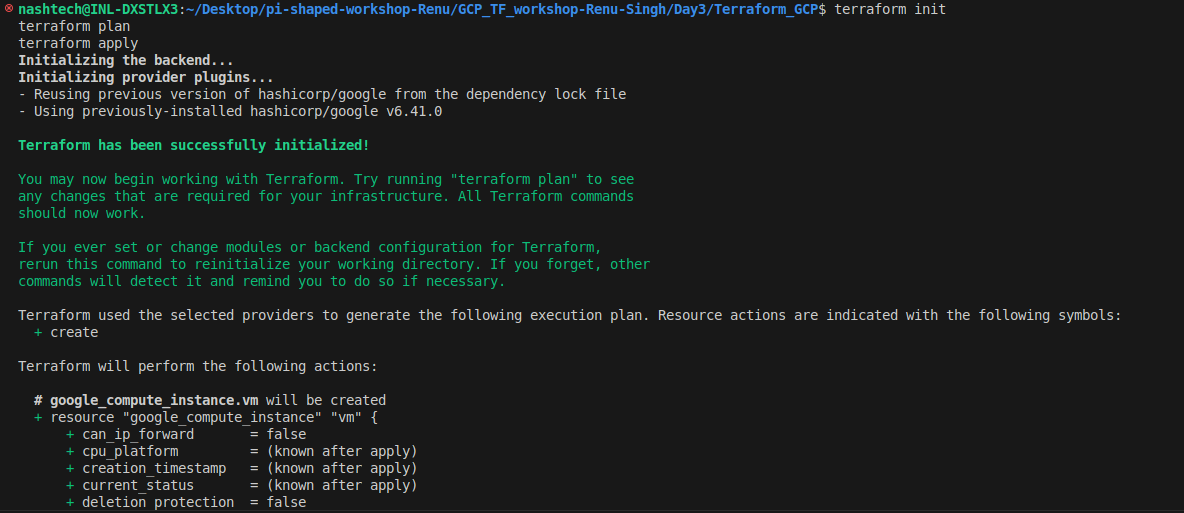 nashtech@INL-DXSTLX3:~/Desktop/pi-shaped-workshop-Renu/GCP_TF_workshop-Renu-Singh/Day3/Terraform_GCP$ terraform init
terraform plan
terraform apply
Initializing the backend...
Initializing provider plugins...
- Reusing previous version of hashicorp/google from the dependency lock file
- Using previously-installed hashicorp/google v6.41.0

Terraform has been successfully initialized!

You may now begin working with Terraform. Try running "terraform plan" to see
any changes that are required for your infrastructure. All Terraform commands
should now work.

If you ever set or change modules or backend configuration for Terraform,
rerun this command to reinitialize your working directory. If you forget, other
commands will detect it and remind you to do so if necessary.

Terraform used the selected providers to generate the following execution plan. Resource actions are indicated with the following symbols:
  + create

Terraform will perform the following actions:

  # google_compute_instance.vm will be created
  + resource "google_compute_instance" "vm" {
      + can_ip_forward       = false
      + cpu_platform         = (known after apply)
      + creation_timestamp   = (known after apply)
      + current_status       = (known after apply)
      + deletion_protection  = false